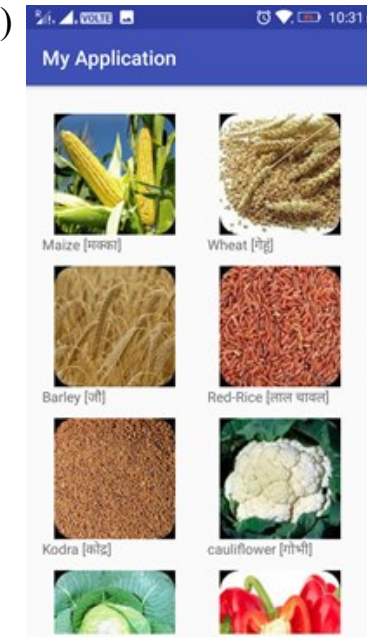 )
VOLTE 10:31
My Application
Maize [मक्का] Wheat [गेहूं]
Barley [जौ] Red-Rice [लाल चावल]
Kodra [कोद्र] cauliflower [गोभी]